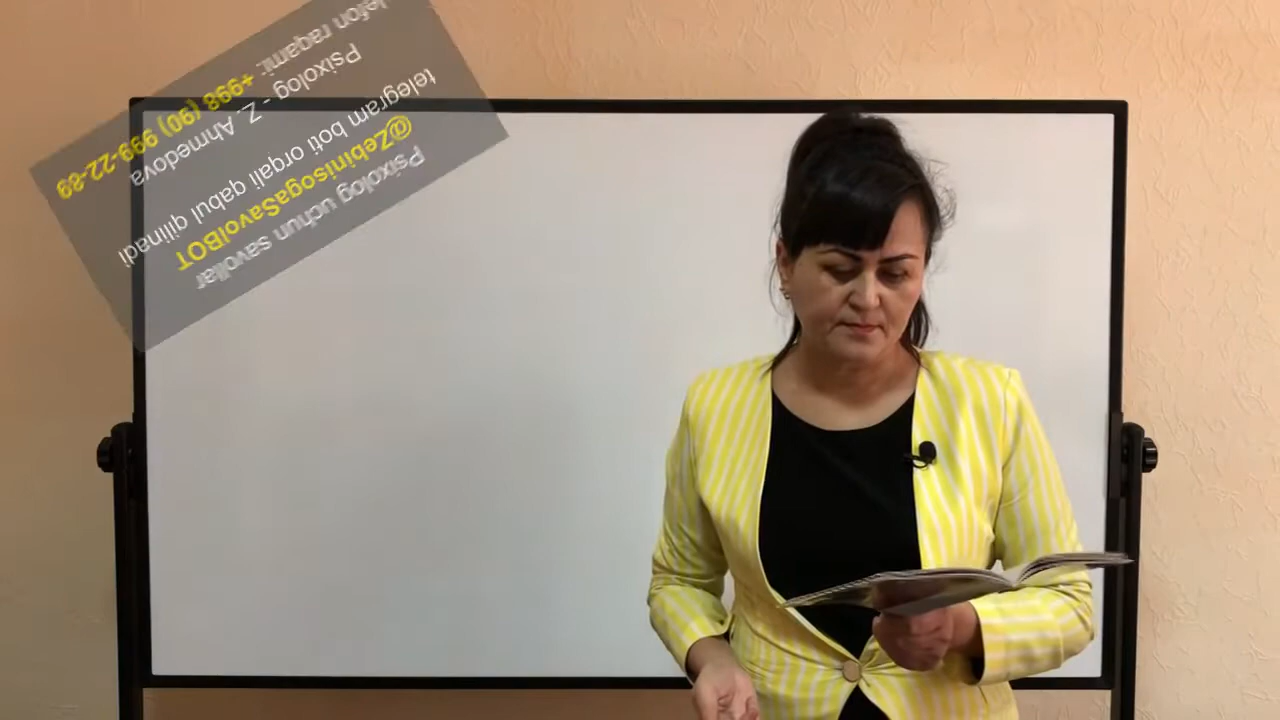 Psixolog uchun savollar
@ZebinisogaSavolBOT
telegram boti orqali qabul qilinadi
Psixolog - Z. Ahmedova
raqami: +998 (90) 999-22-89